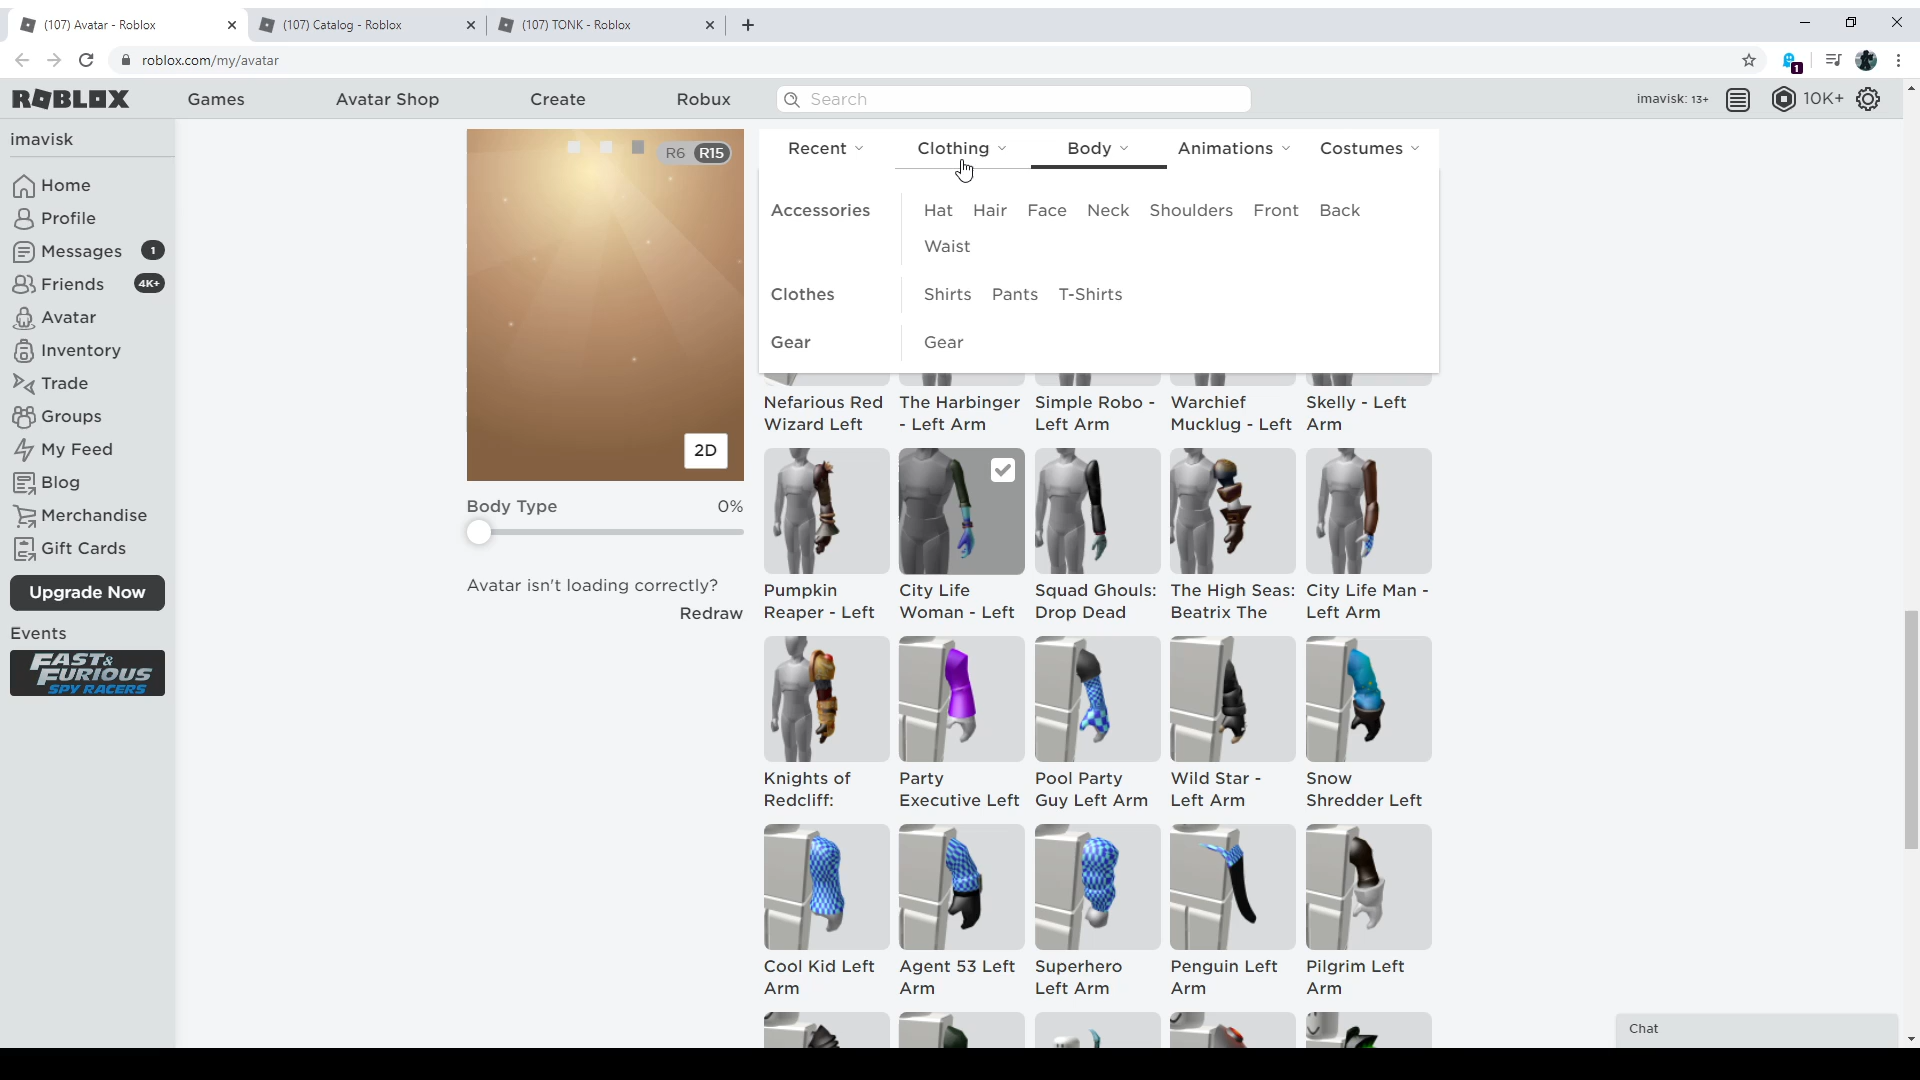 (107) Avatar - Roblox
(107) Catalog - Roblox
(107) TONK - Roblox
roblox.com/my/avatar
1
ROBLOX
Games
Avatar Shop
Create
Robux
Search
imavisk: 13+
10K+
imavisk
Home
Profile
Messages 1
Friends 4K+
Avatar
Inventory
Trade
Groups
My Feed
Blog
Merchandise
Gift Cards
Upgrade Now
Events
FAST &
FURIOUS
SPY RACERS
R6 R15
2D
Body Type 0%
Avatar isn't loading correctly?
Redraw
Recent
Clothing
Body
Animations
Costumes
Accessories
Hat Hair Face Neck Shoulders Front Back
Waist
Clothes
Shirts Pants T-Shirts
Gear
Gear
Nefarious Red
Wizard Left
The Harbinger
- Left Arm
Simple Robo -
Left Arm
Warchief
Mucklug - Left
Skelly - Left
Arm
Pumpkin
Reaper - Left
City Life
Woman - Left
Squad Ghouls:
Drop Dead
The High Seas:
Beatrix The
City Life Man -
Left Arm
Knights of
Redcliff:
Party
Executive Left
Pool Party
Guy Left Arm
Wild Star -
Left Arm
Snow
Shredder Left
Cool Kid Left
Arm
Agent 53 Left
Arm
Superhero
Left Arm
Penguin Left
Arm
Pilgrim Left
Arm
Chat